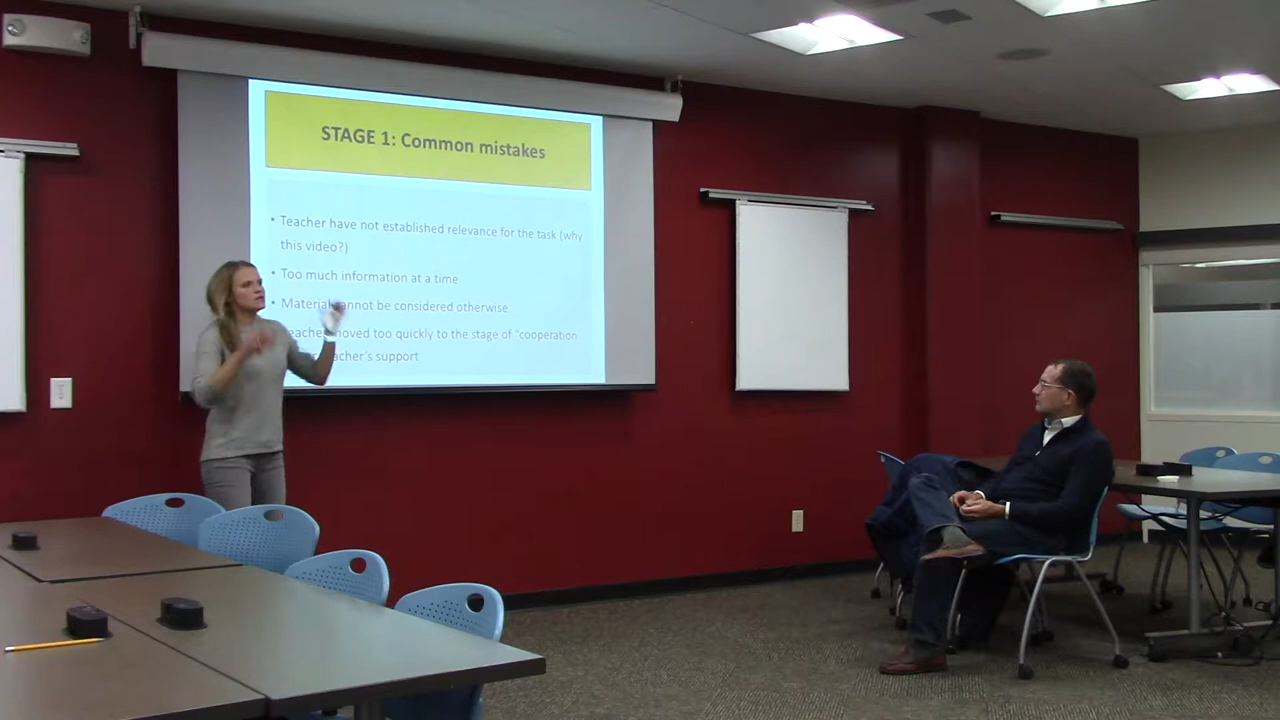 STAGE 1: Common mistakes
• Teacher have not established relevance for the task (why
this video?)
• Too much information at a time
• Material cannot be considered otherwise
moved too quickly to the stage of "cooperation
teacher's support